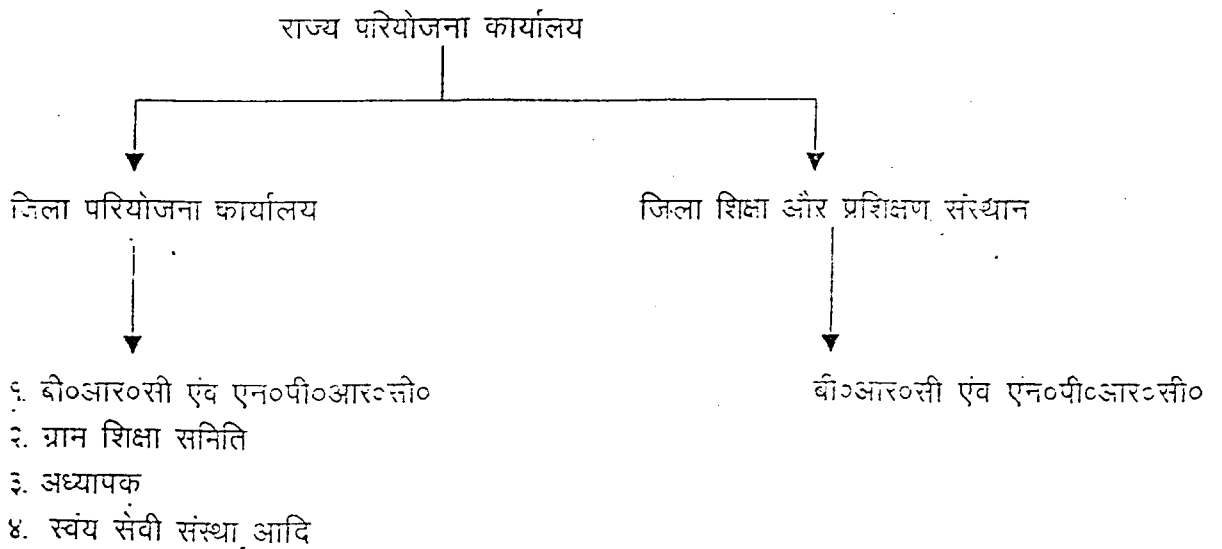 राज्य परियोजना कार्यालय
जिला परियोजना कार्यालय
जिला शिक्षा और प्रशिक्षण संस्थान
१. बी०आर०सी एंव एन०पी०आर०सी०
बी०आर०सी एंव एंन०पी०आर०सी०
२. ग्राम शिक्षा समिति
३. अध्यापक
४. स्वंय सेवी संस्था आदि